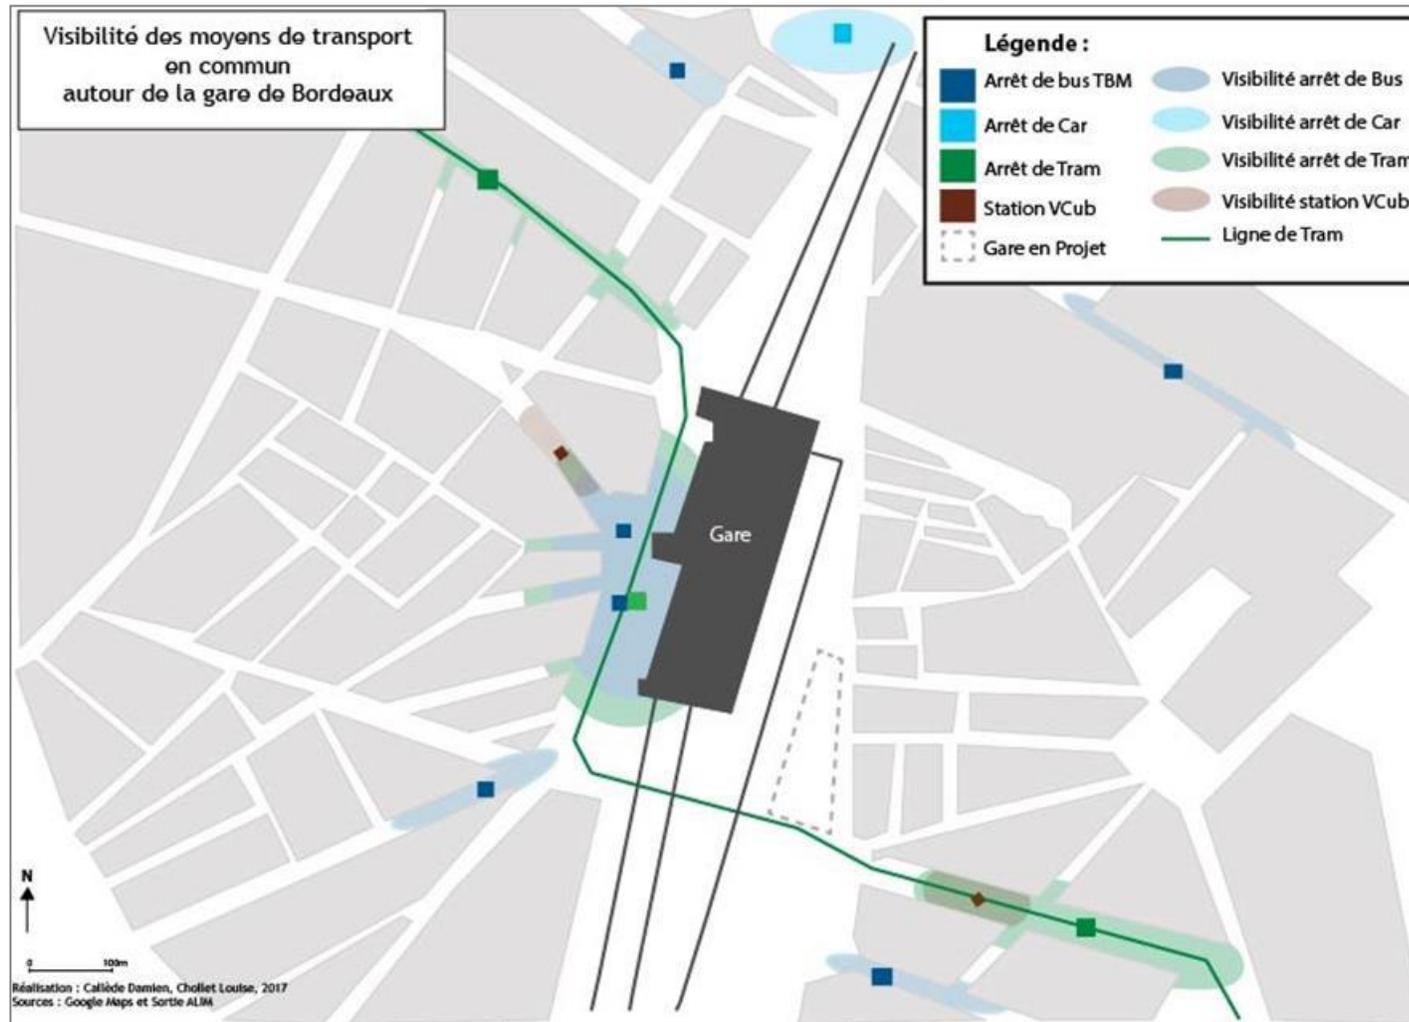 Visibilité des moyens de transport
en commun
autour de la gare de Bordeaux
Légende :
Arrêt de bus TBM
Arrêt de Car
Arrêt de Tram
Station VCub
Gare en Projet
Visibilité arrêt de Bus
Visibilité arrêt de Car
Visibilité arrêt de Tram
Visibilité station VCub
Ligne de Tram
Gare
N
0 100m
Réalisation : Callède Damien, Chollet Louise, 2017
Sources : Google Maps et Sortie ALIM